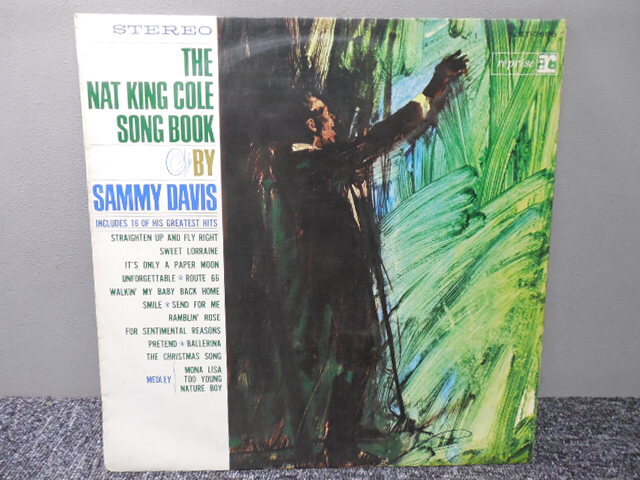 STEREO
THE
NAT KING COLE
SONG BOOK
BY
SAMMY DAVIS
INCLUDES 16 OF HIS GREATEST HITS
STRAIGHTEN UP AND FLY RIGHT
SWEET LORRAINE
IT'S ONLY A PAPER MOON
UNFORGETTABLE * ROUTE 66
WALKIN' MY BABY BACK HOME
SMILE * SEND FOR ME
RAMBLIN' ROSE
FOR SENTIMENTAL REASONS
PRETEND * BALLERINA
THE CHRISTMAS SONG
MEDLEY
MONA LISA
TOO YOUNG
NATURE BOY
reprise